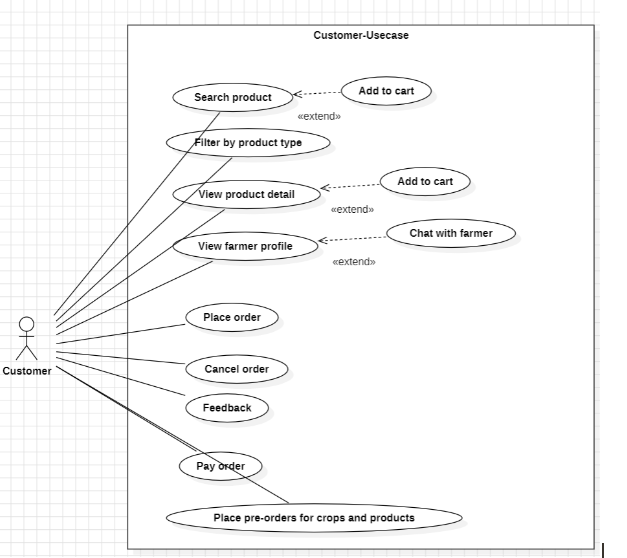 Customer-Usecase
Search product
Add to cart
«extend»
Filter by product type
View product detail
Add to cart
«extend»
View farmer profile
Chat with farmer
«extend»
Place order
Customer
Cancel order
Feedback
Pay order
Place pre-orders for crops and products